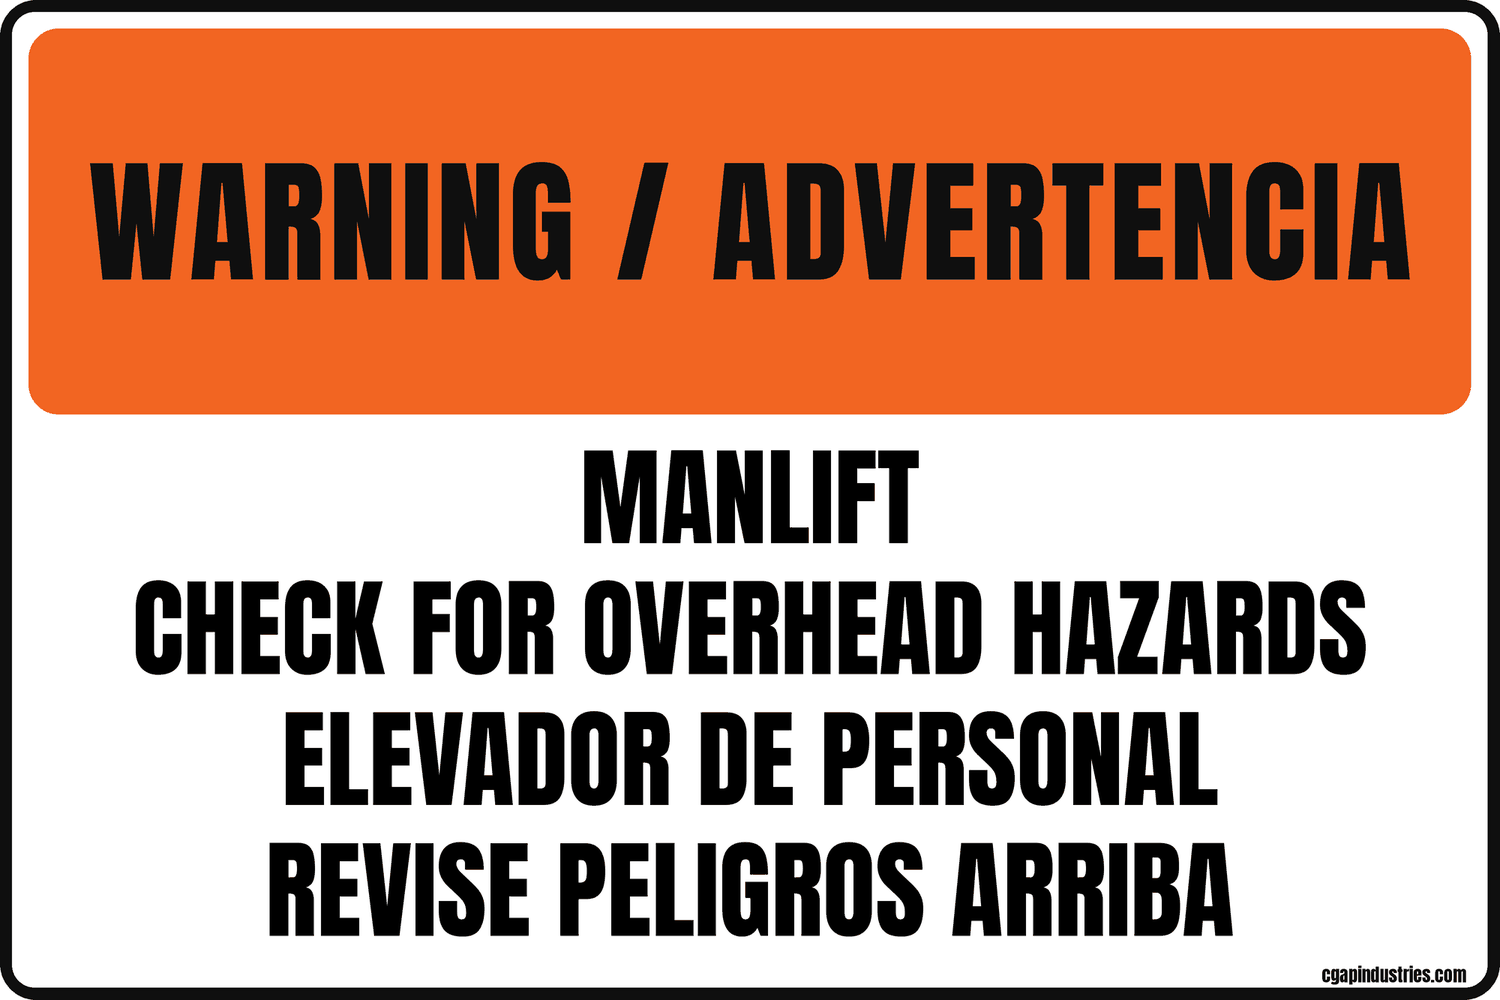 WARNING / ADVERTENCIA
MANLIFT
CHECK FOR OVERHEAD HAZARDS
ELEVADOR DE PERSONAL
REVISE PELIGROS ARRIBA
cgapindustries.com